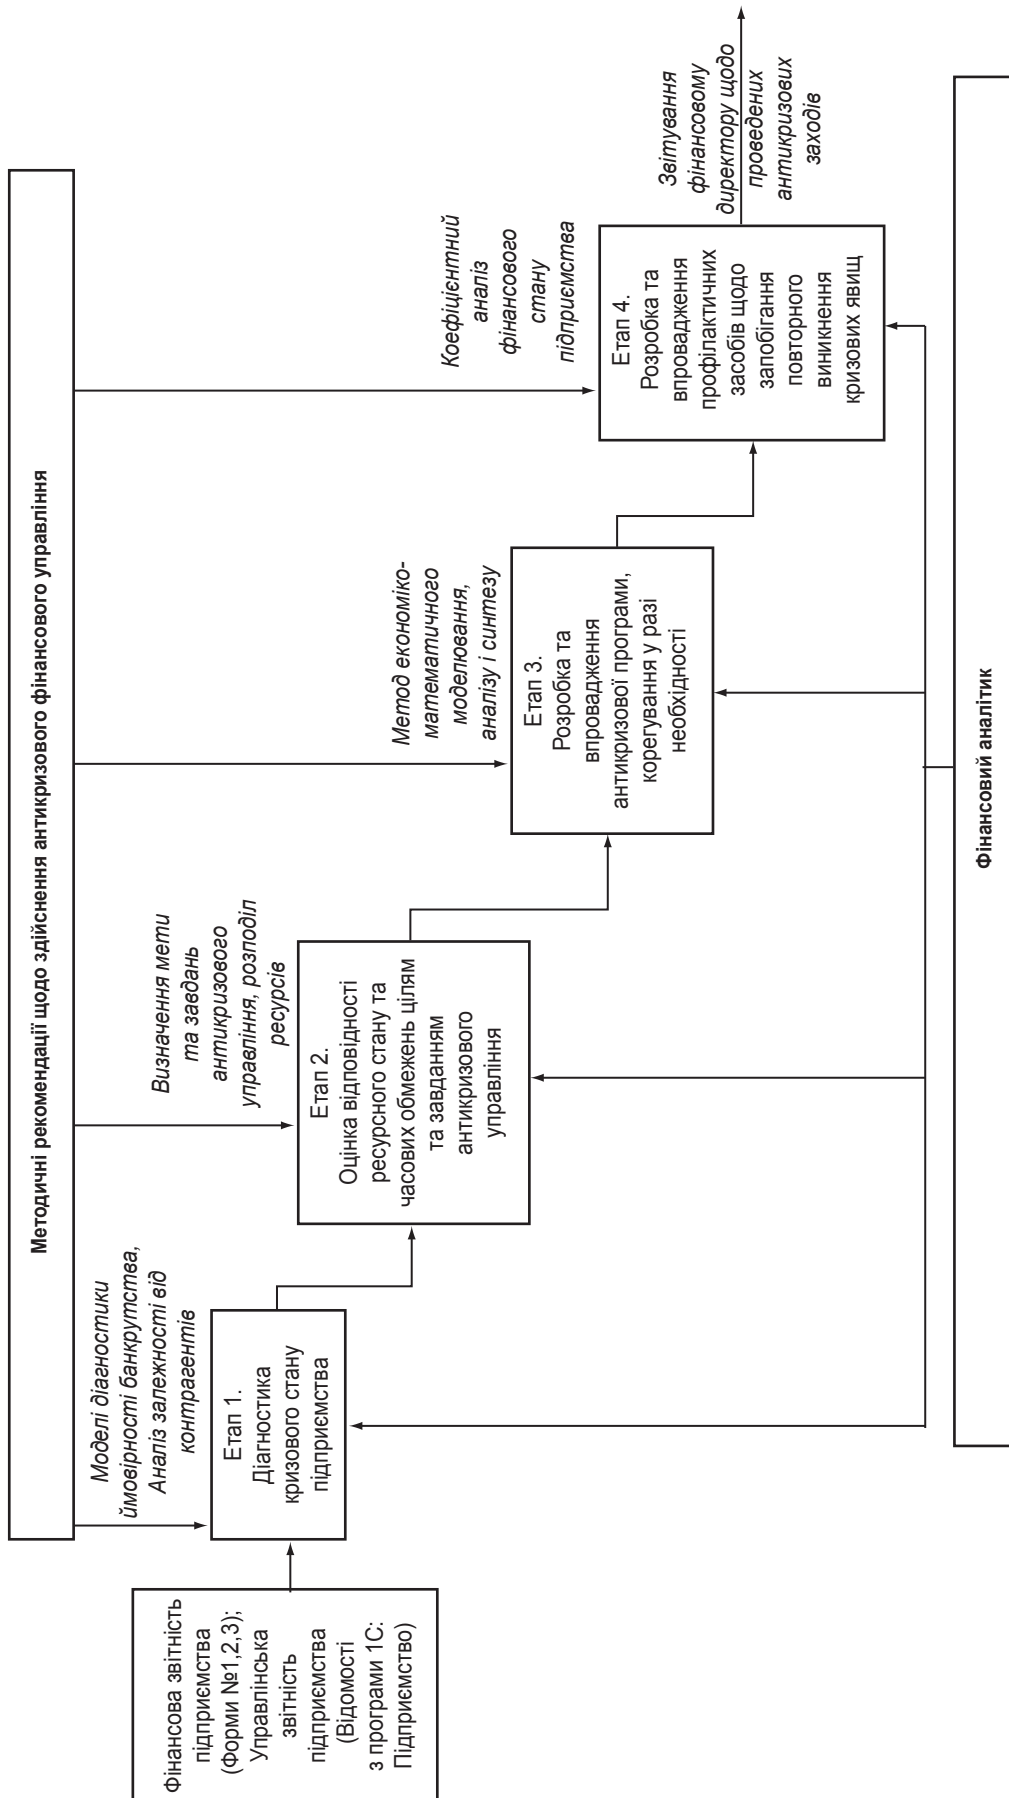 Методичні рекомендації щодо здійснення антикризового фінансового управління
Моделі діагностики
ймовірності банкрутства,
Аналіз залежності від
контрагентів
Визначення мети
та завдань
антикризового
управління, розподіл
ресурсів
Метод економіко-
математичного
моделювання,
аналізу і синтезу
Коефіцієнтний
аналіз
фінансового
стану
підприємства
Фінансова звітність
підприємства
(Форми №1,2,3);
Управлінська
звітність
підприємства
(Відомості
з програми 1С:
Підприємство)
Етап 1.
Діагностика
кризового стану
підприємства
Етап 2.
Оцінка відповідності
ресурсного стану та
часових обмежень цілям
та завданням
антикризового
управління
Етап 3.
Розробка та
впровадження
антикризової програми,
корегування у разі
необхідності
Етап 4.
Розробка та
впровадження
профілактичних
засобів щодо
запобігання
повторного
виникнення
кризових явищ
Звітування
фінансовому
директору щодо
проведених
антикризових
заходів
Фінансовий аналітик